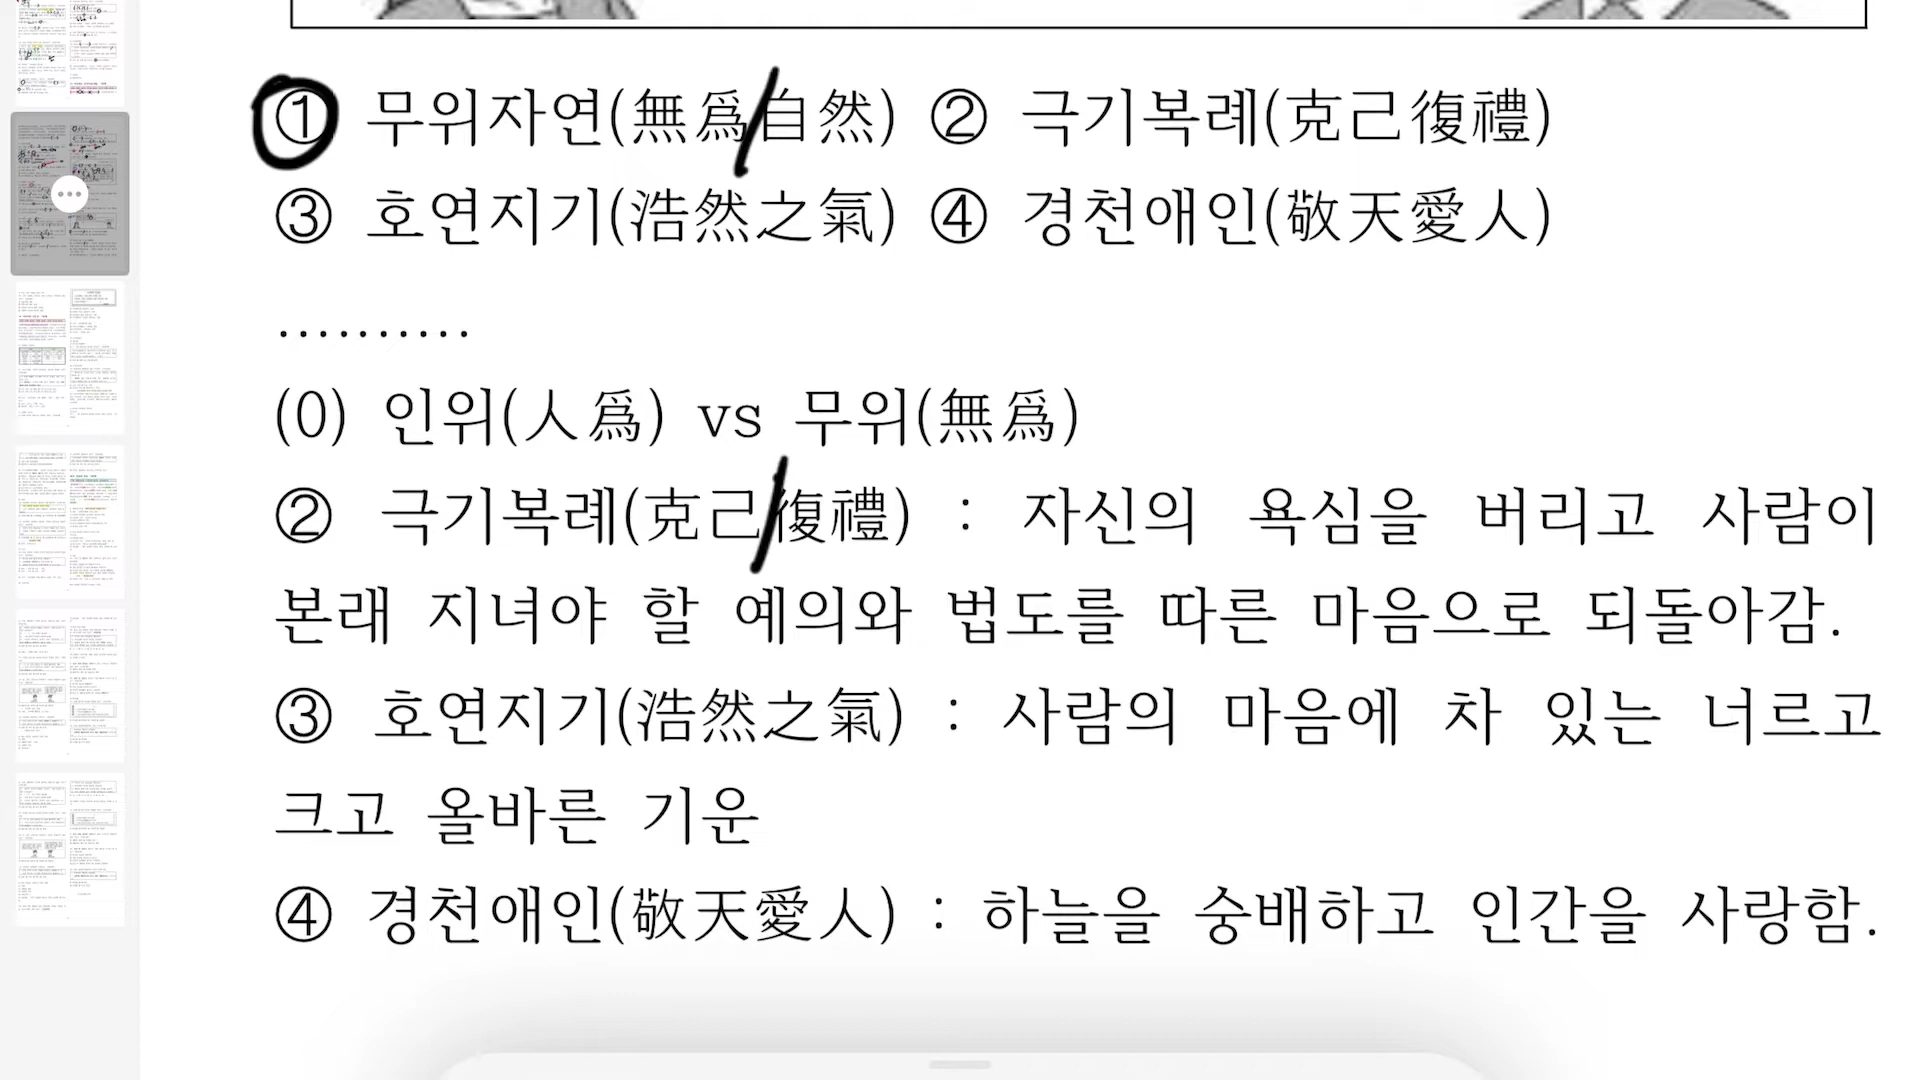 ① 무위자연(無爲自然) ② 극기복례(克己復禮)
③ 호연지기(浩然之氣) ④ 경천애인(敬天愛人)
..........
(0) 인위(人爲) vs 무위(無爲)
② 극기복례(克己復禮) : 자신의 욕심을 버리고 사람이
본래 지녀야 할 예의와 법도를 따른 마음으로 되돌아감.
③ 호연지기(浩然之氣) : 사람의 마음에 차 있는 너르고
크고 올바른 기운
④ 경천애인(敬天愛人) : 하늘을 숭배하고 인간을 사랑함.